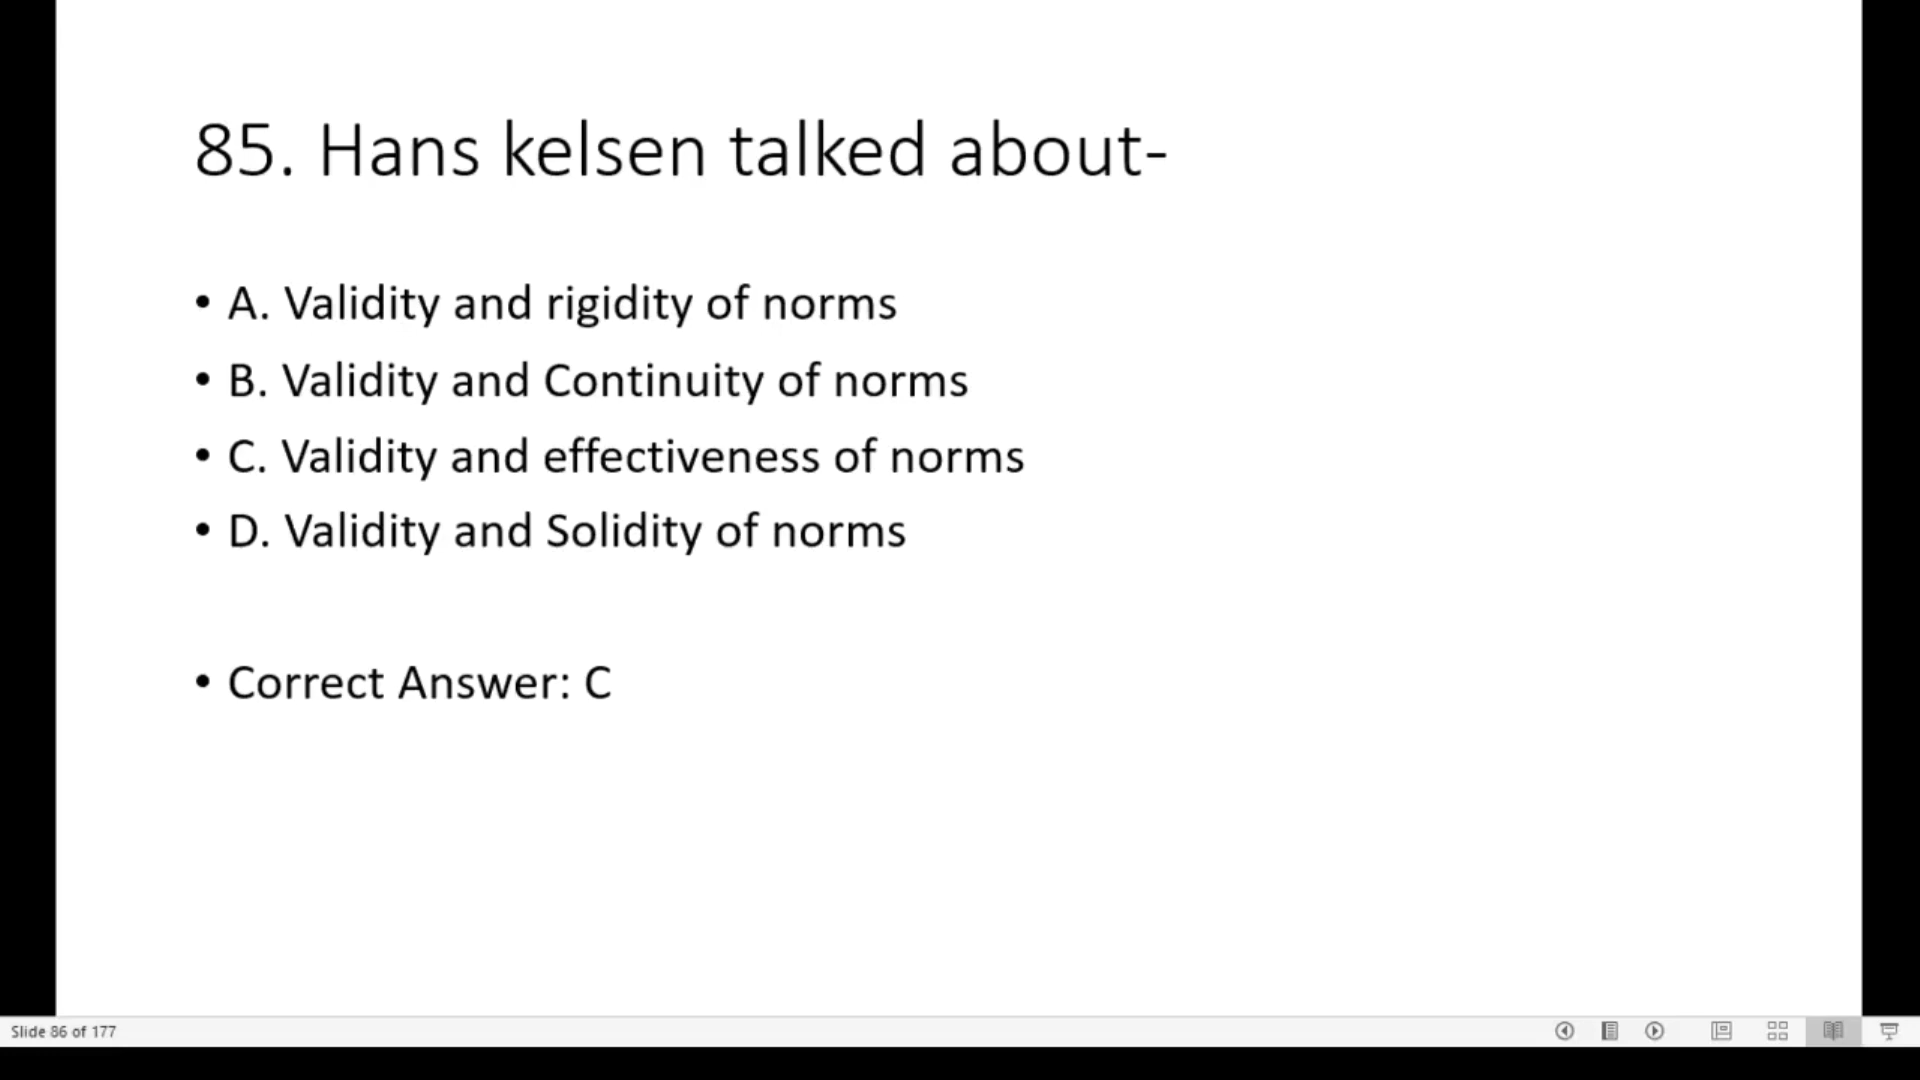 85. Hans kelsen talked about-
• A. Validity and rigidity of norms
• B. Validity and Continuity of norms
• C. Validity and effectiveness of norms
• D. Validity and Solidity of norms
• Correct Answer: C
Slide 86 of 177